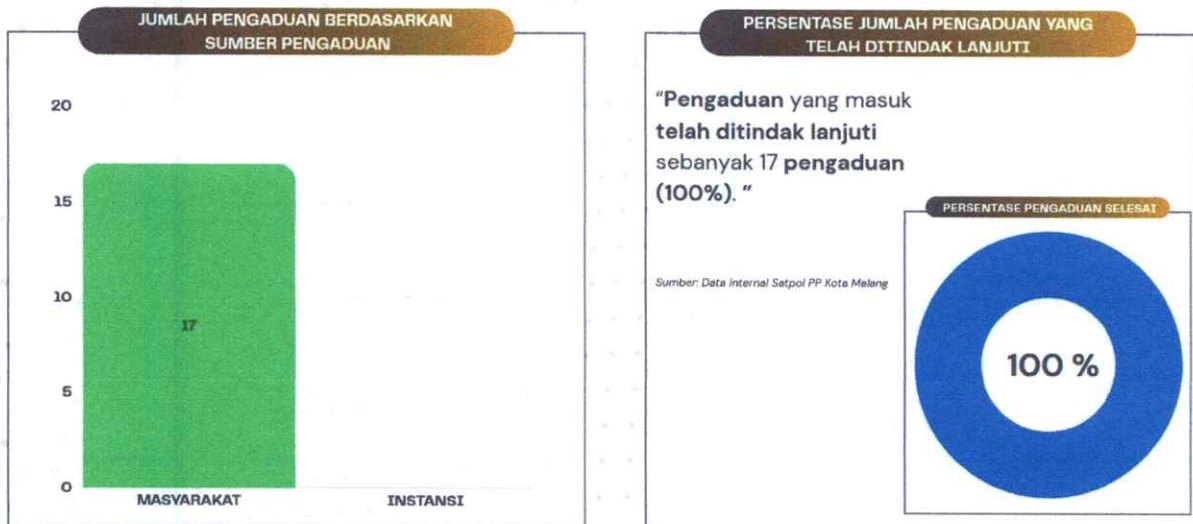 JUMLAH PENGADUAN BERDASARKAN
SUMBER PENGADUAN
20
15
10
5
0
17
MASYARAKAT
INSTANSI
PERSENTASE JUMLAH PENGADUAN YANG
TELAH DITINDAK LANJUTI
"Pengaduan yang masuk
telah ditindak lanjuti
sebanyak 17 pengaduan
(100%). "
Sumber: Data Internal Satpol PP Kota Malang
PERSENTASE PENGADUAN SELESAI
100 %